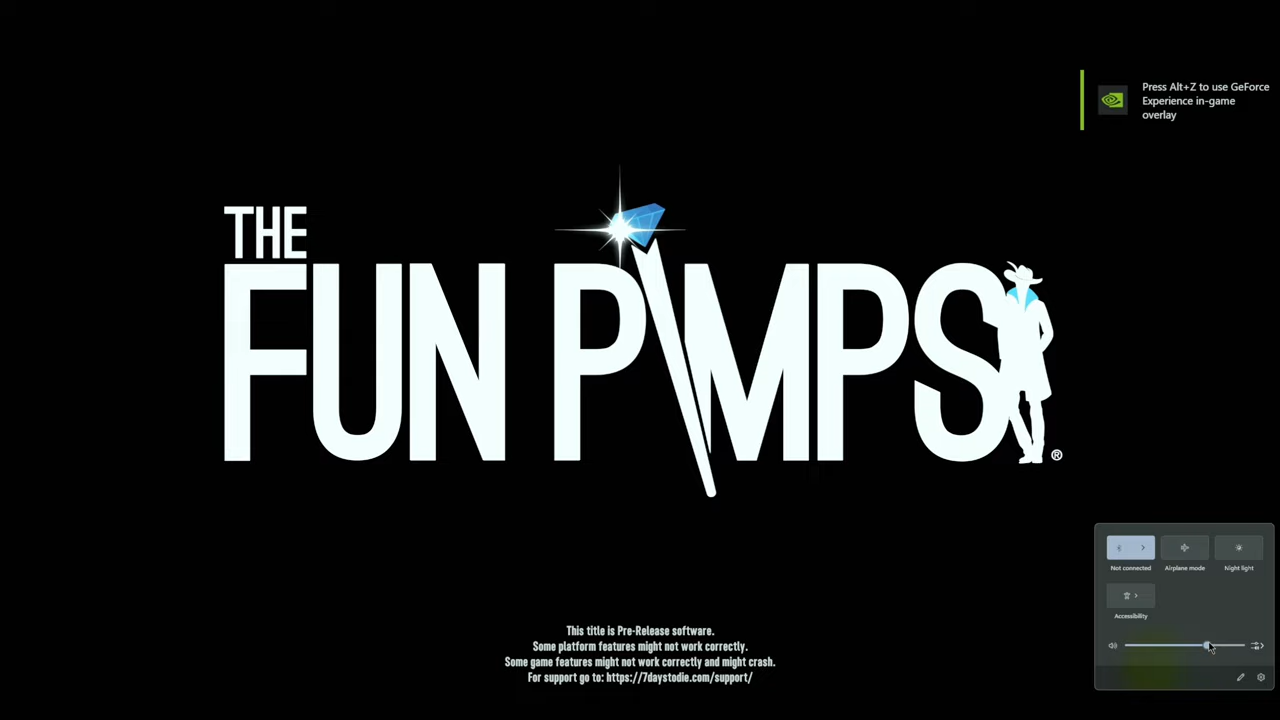 Press Alt+Z to use GeForce
Experience in-game
overlay
THE
FUN PIMPS
®
Not connected
Airplane mode
Night light
Accessibility
This title is Pre-Release software.
Some platform features might not work correctly.
Some game features might not work correctly and might crash.
For support go to: https://7daystodie.com/support/